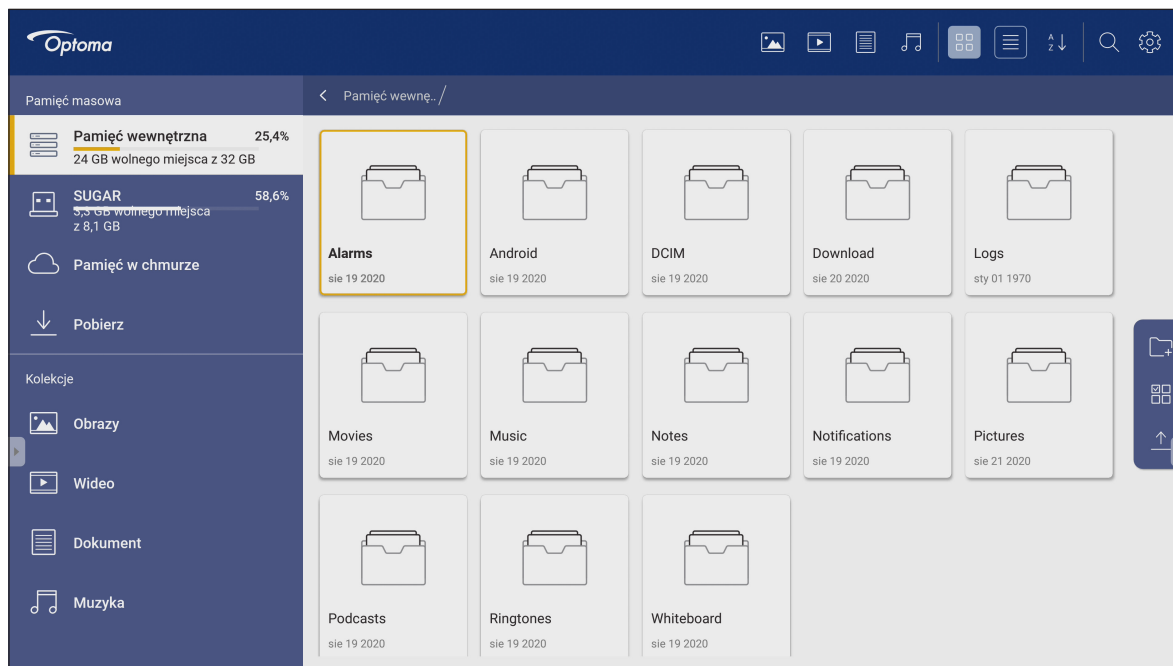 Optoma
A
Z
Pamięć masowa
Pamięć wewnętrzna 25,4%
24 GB wolnego miejsca z 32 GB
SUGAR 58,6%
3,3 GB wolnego miejsca
z 8,1 GB
Pamięć w chmurze
Pobierz
Kolekcje
Obrazy
Wideo
Dokument
Muzyka
Pamięć wewnę.. /
Alarms
sie 19 2020
Android
sie 19 2020
DCIM
sie 19 2020
Download
sie 20 2020
Logs
sty 01 1970
Movies
sie 19 2020
Music
sie 19 2020
Notes
sie 19 2020
Notifications
sie 19 2020
Pictures
sie 21 2020
Podcasts
sie 19 2020
Ringtones
sie 19 2020
Whiteboard
sie 19 2020